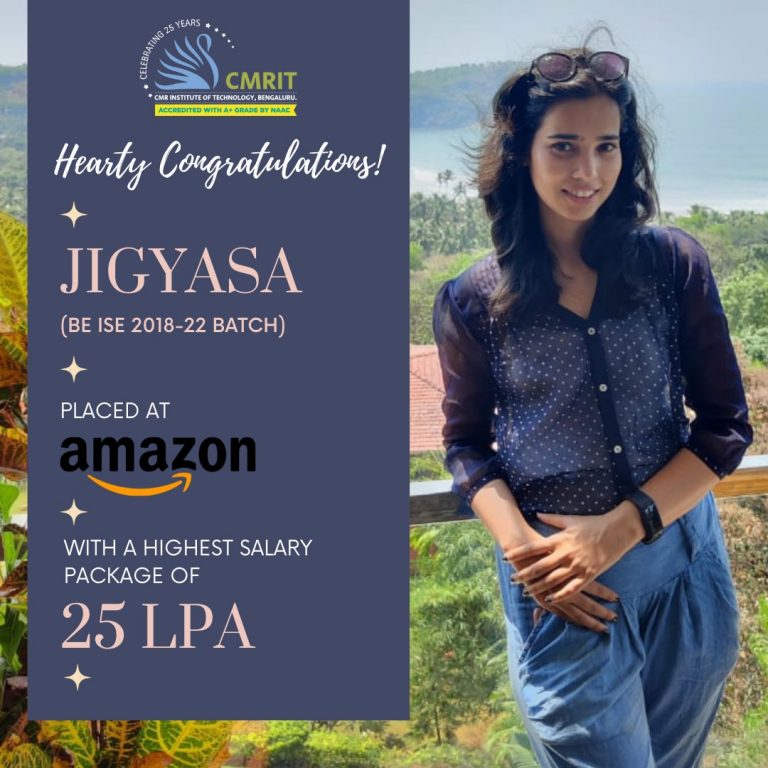 CELEBRATING 25 YEARS
CMRIT
CMR INSTITUTE OF TECHNOLOGY, BENGALURU.
ACCREDITED WITH A+ GRADE BY NAAC
Hearty Congratulations!
JIGYASA
(BE ISE 2018-22 BATCH)
PLACED AT
amazon
WITH A HIGHEST SALARY
PACKAGE OF
25 LPA